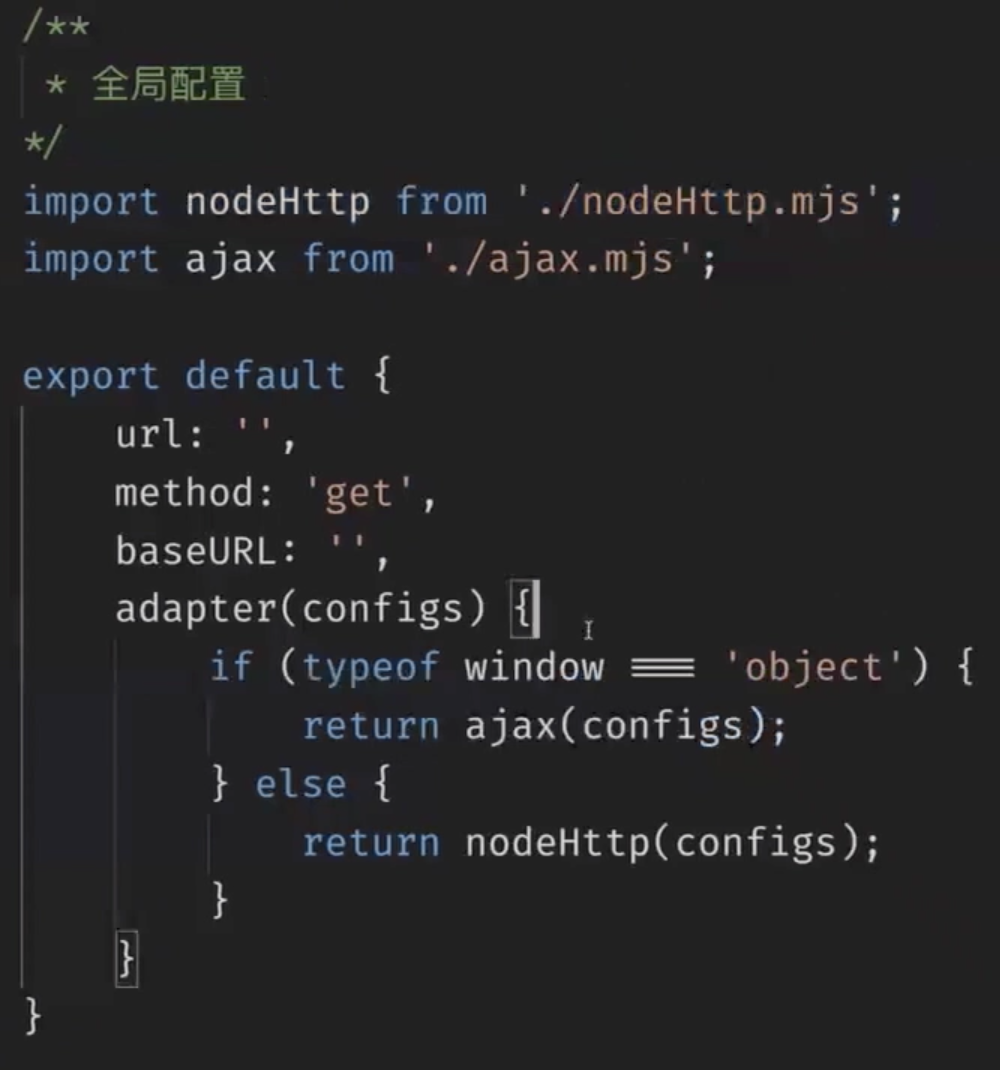 /**
 * 全局配置
*/
import nodeHttp from './nodeHttp.mjs';
import ajax from './ajax.mjs';

export default {
    url: '',
    method: 'get',
    baseURL: '',
    adapter(configs) {
        if (typeof window === 'object') {
            return ajax(configs);
        } else {
            return nodeHttp(configs);
        }
    }
}